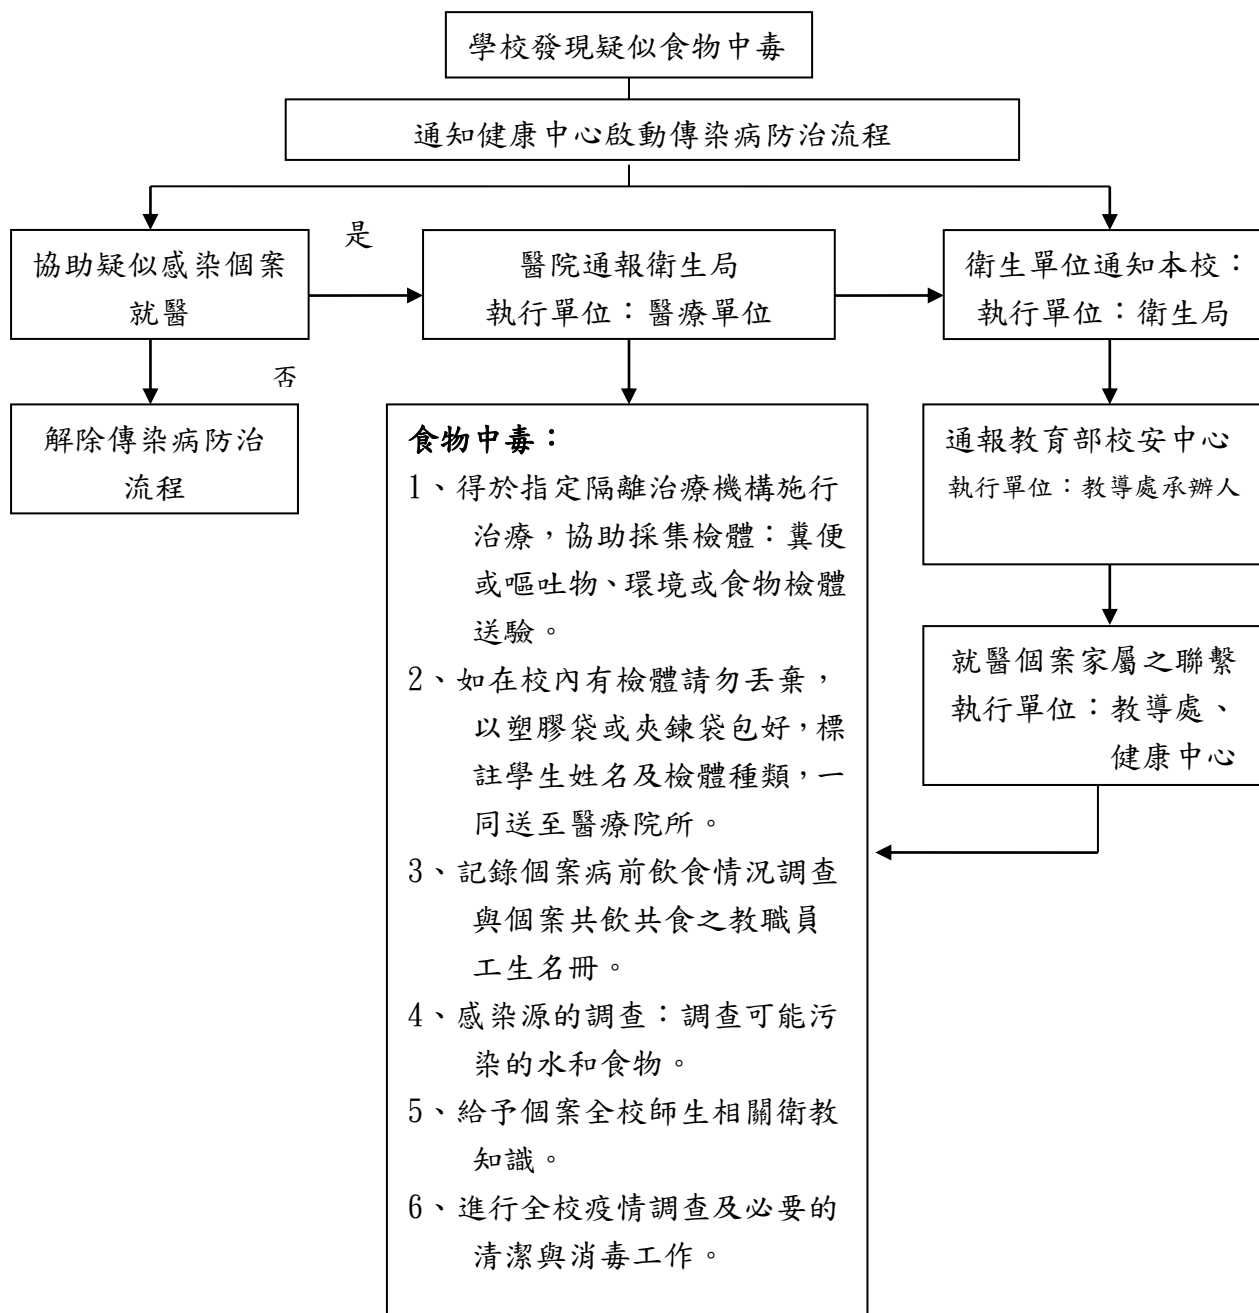 學校發現疑似食物中毒
通知健康中心啟動傳染病防治流程
協助疑似感染個案
就醫
是
醫院通報衛生局
執行單位：醫療單位
衛生單位通知本校：
執行單位：衛生局
否
解除傳染病防治
流程
食物中毒：
1、得於指定隔離治療機構施行
治療，協助採集檢體：糞便
或嘔吐物、環境或食物檢體
送驗。
2、如在校內有檢體請勿丟棄，
以塑膠袋或夾鍊袋包好，標
註學生姓名及檢體種類，一
同送至醫療院所。
3、記錄個案病前飲食情況調查
與個案共飲共食之教職員
工生名冊。
4、感染源的調查：調查可能污
染的水和食物。
5、給予個案全校師生相關衛教
知識。
6、進行全校疫情調查及必要的
清潔與消毒工作。
通報教育部校安中心
執行單位：教導處承辦人
就醫個案家屬之聯繫
執行單位：教導處、
健康中心